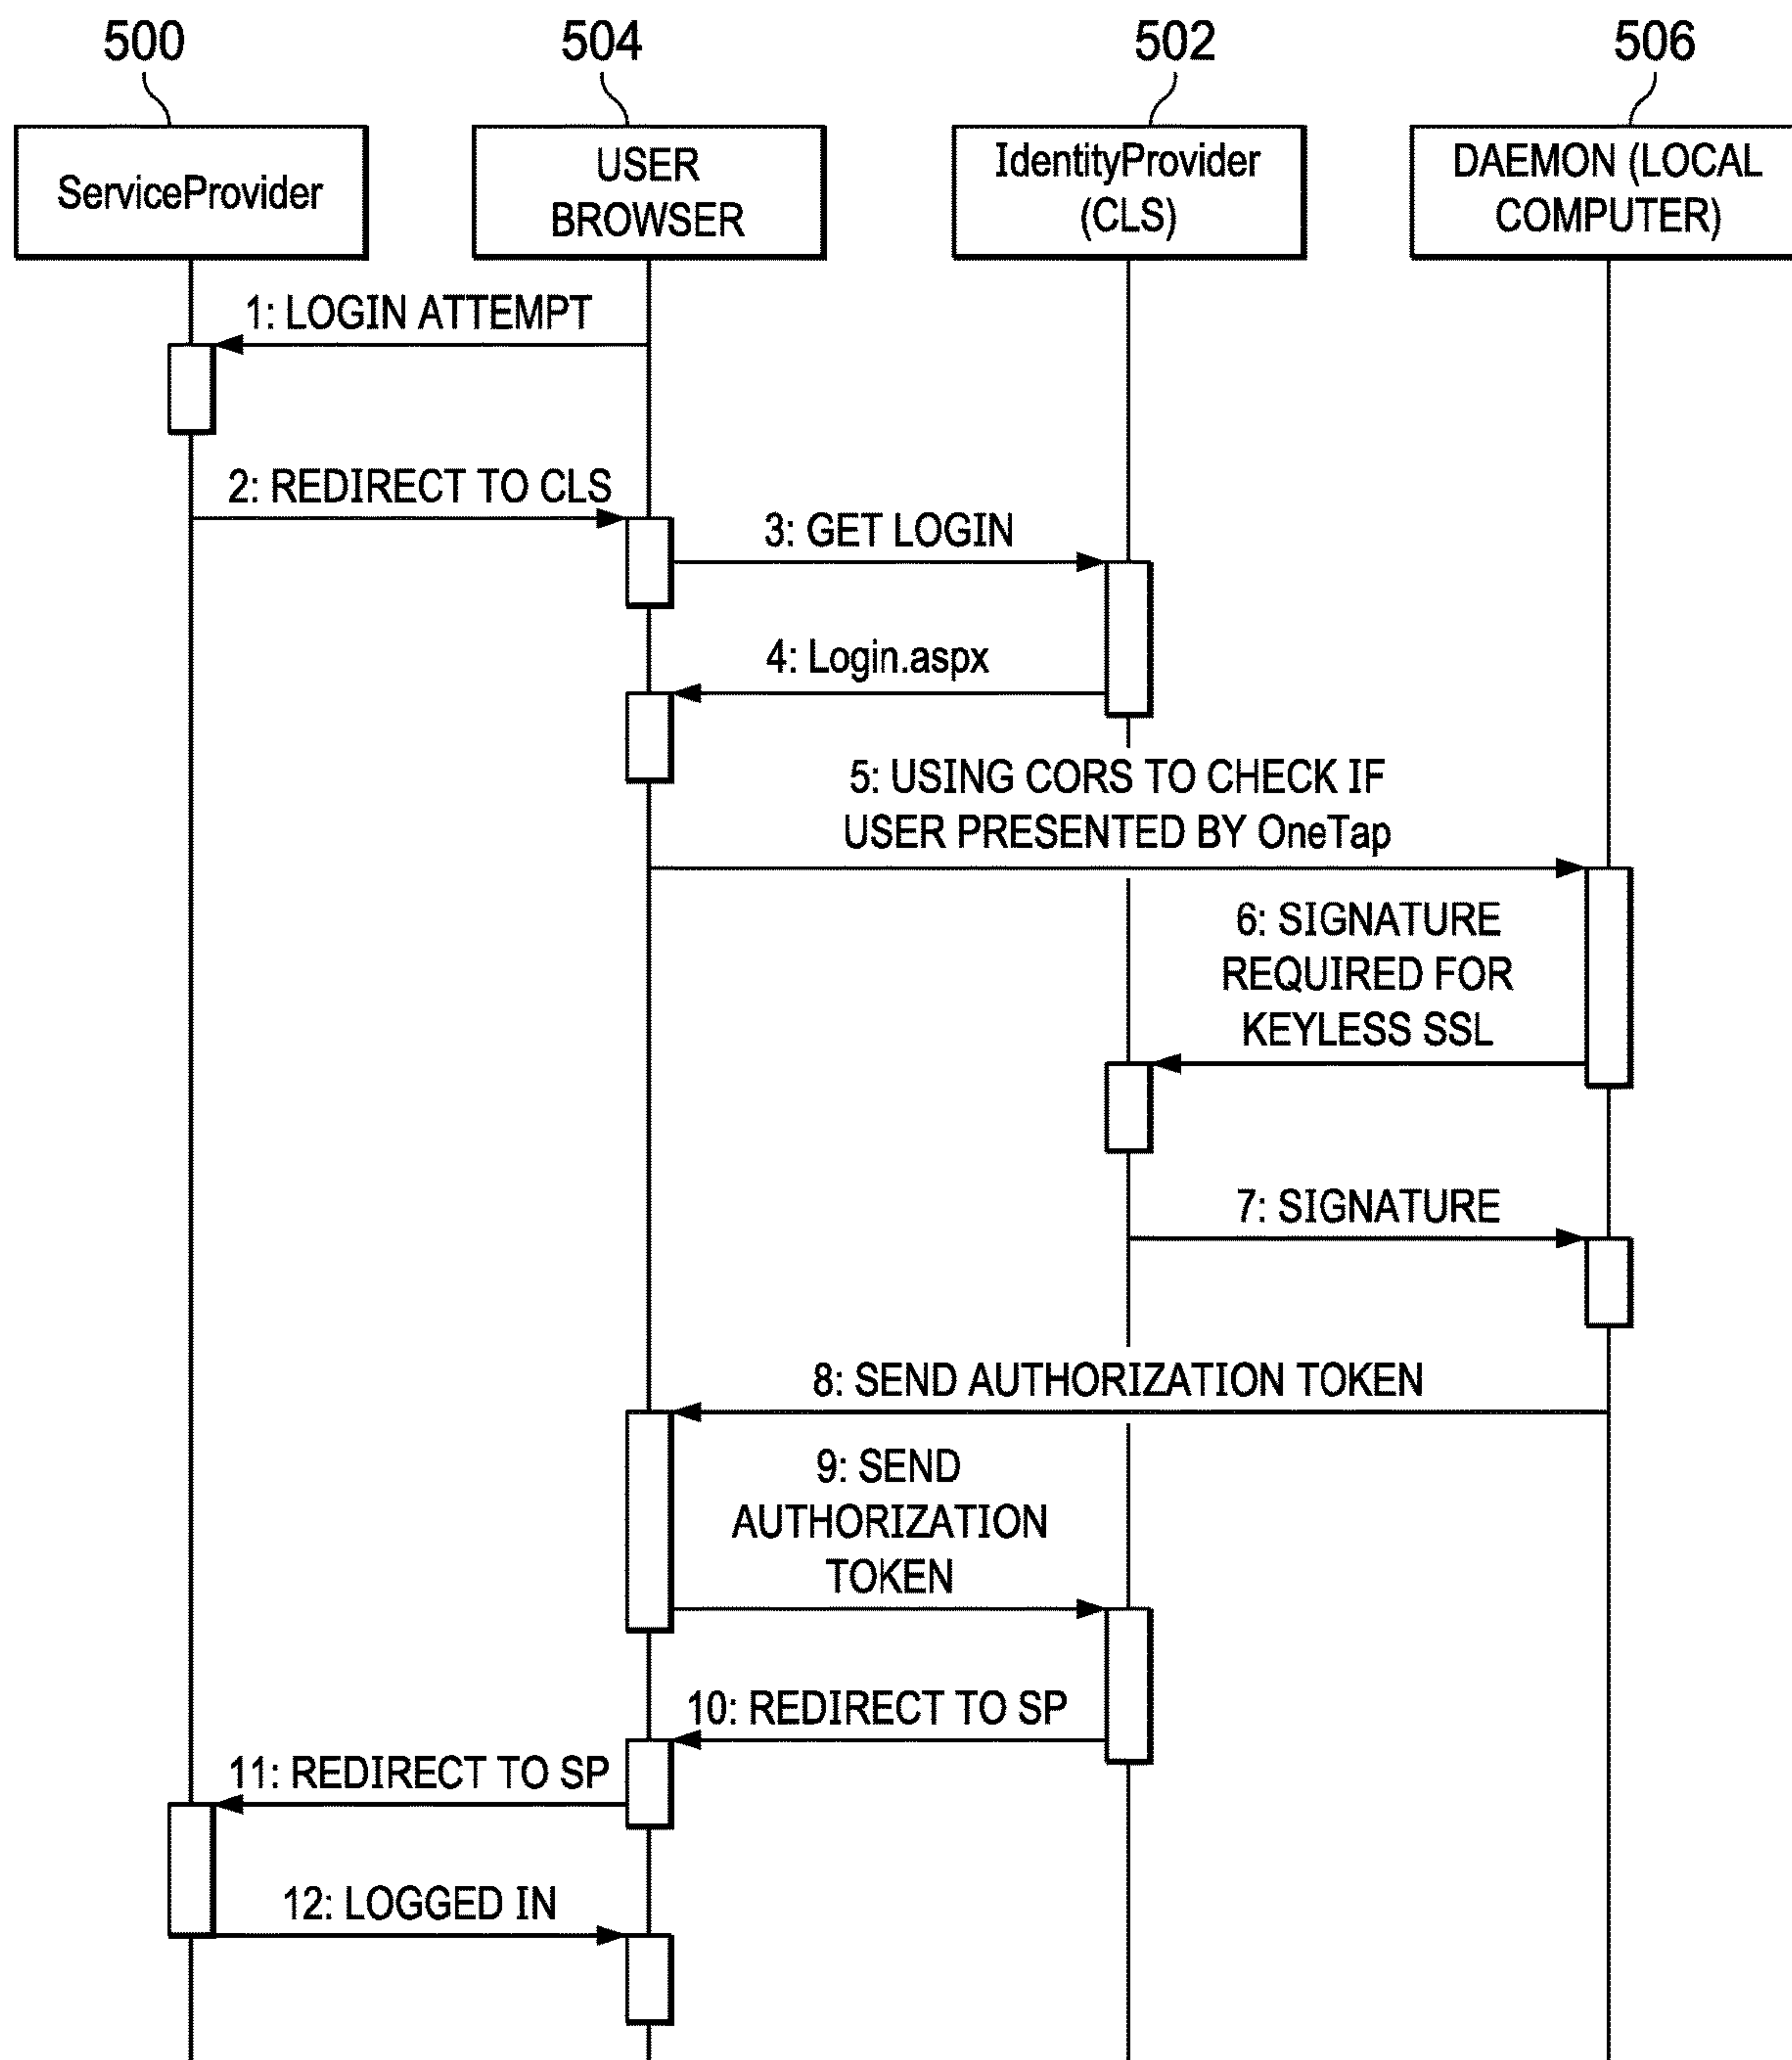 500
504
502
506
ServiceProvider
USER
BROWSER
IdentityProvider
(CLS)
DAEMON (LOCAL
COMPUTER)
1: LOGIN ATTEMPT
2: REDIRECT TO CLS
3: GET LOGIN
4: Login.aspx
5: USING CORS TO CHECK IF
USER PRESENTED BY OneTap
6: SIGNATURE
REQUIRED FOR
KEYLESS SSL
7: SIGNATURE
8: SEND AUTHORIZATION TOKEN
9: SEND
AUTHORIZATION
TOKEN
10: REDIRECT TO SP
11: REDIRECT TO SP
12: LOGGED IN